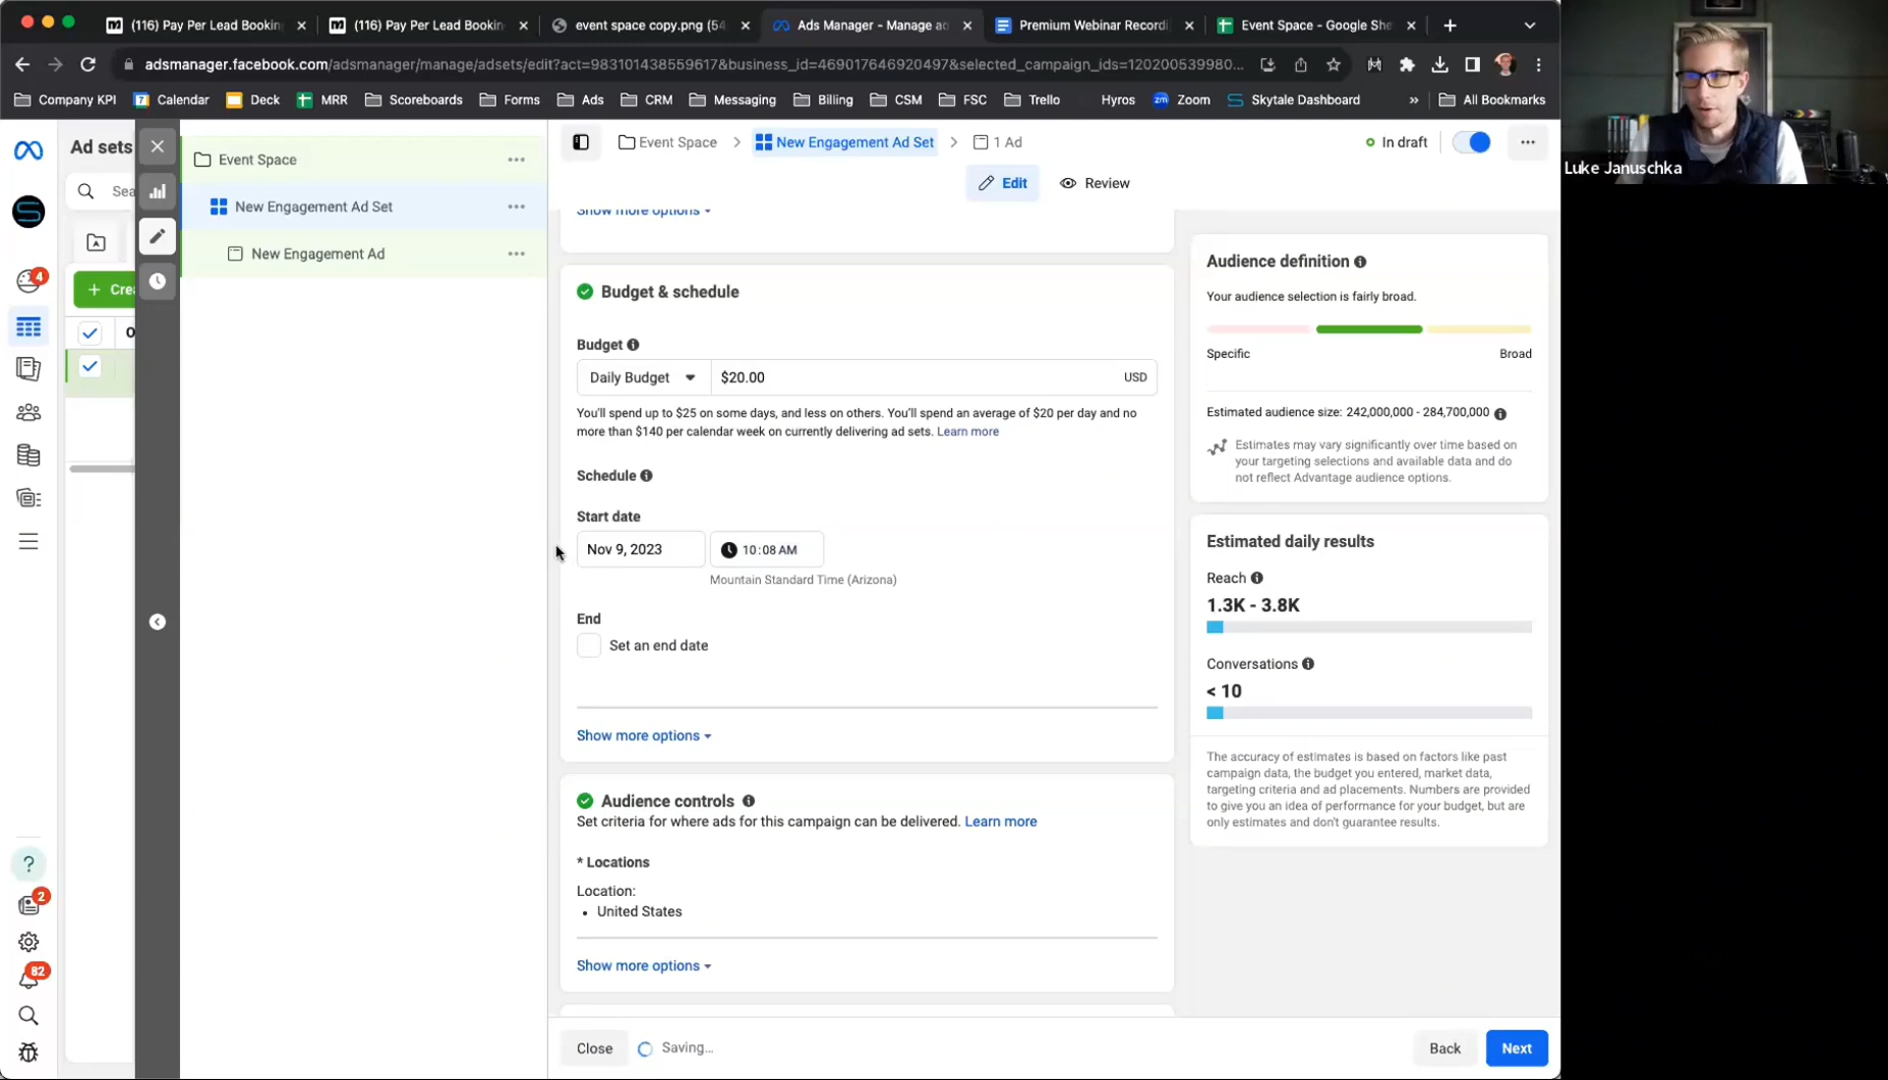 (116) Pay Per Lead Bookin
(116) Pay Per Lead Bookin
event space copy.png (54
Ads Manager - Manage ad
Premium Webinar Recordi
Event Space - Google She
adsmanager.facebook.com/adsmanager/manage/adsets/edit?act=983101438559617&business_id=469017646920497&selected_campaign_ids=120200539980...
Company KPI
Calendar
Deck
MRR
Scoreboards
Forms
Ads
CRM
Messaging
Billing
CSM
FSC
Trello
Hyros
Zoom
Skytale Dashboard
»
All Bookmarks
Luke Januschka
Ad sets
Sea
4
+ Crea
O
2
82
Event Space
New Engagement Ad Set
New Engagement Ad
Event Space > New Engagement Ad Set > 1 Ad
In draft
Edit
Review
Show more options
Budget & schedule
Budget
Daily Budget
$20.00
USD
You'll spend up to $25 on some days, and less on others. You'll spend an average of $20 per day and no
more than $140 per calendar week on currently delivering ad sets. Learn more
Schedule
Start date
Nov 9, 2023
10:08 AM
Mountain Standard Time (Arizona)
End
Set an end date
Show more options
Audience controls
Set criteria for where ads for this campaign can be delivered. Learn more
* Locations
Location:
• United States
Show more options
Close
Saving...
Back
Next
Audience definition
Your audience selection is fairly broad.
Specific
Broad
Estimated audience size: 242,000,000 - 284,700,000
Estimates may vary significantly over time based on
your targeting selections and available data and do
not reflect Advantage audience options.
Estimated daily results
Reach
1.3K - 3.8K
Conversations
< 10
The accuracy of estimates is based on factors like past
campaign data, the budget you entered, market data,
targeting criteria and ad placements. Numbers are provided
to give you an idea of performance for your budget, but are
only estimates and don't guarantee results.